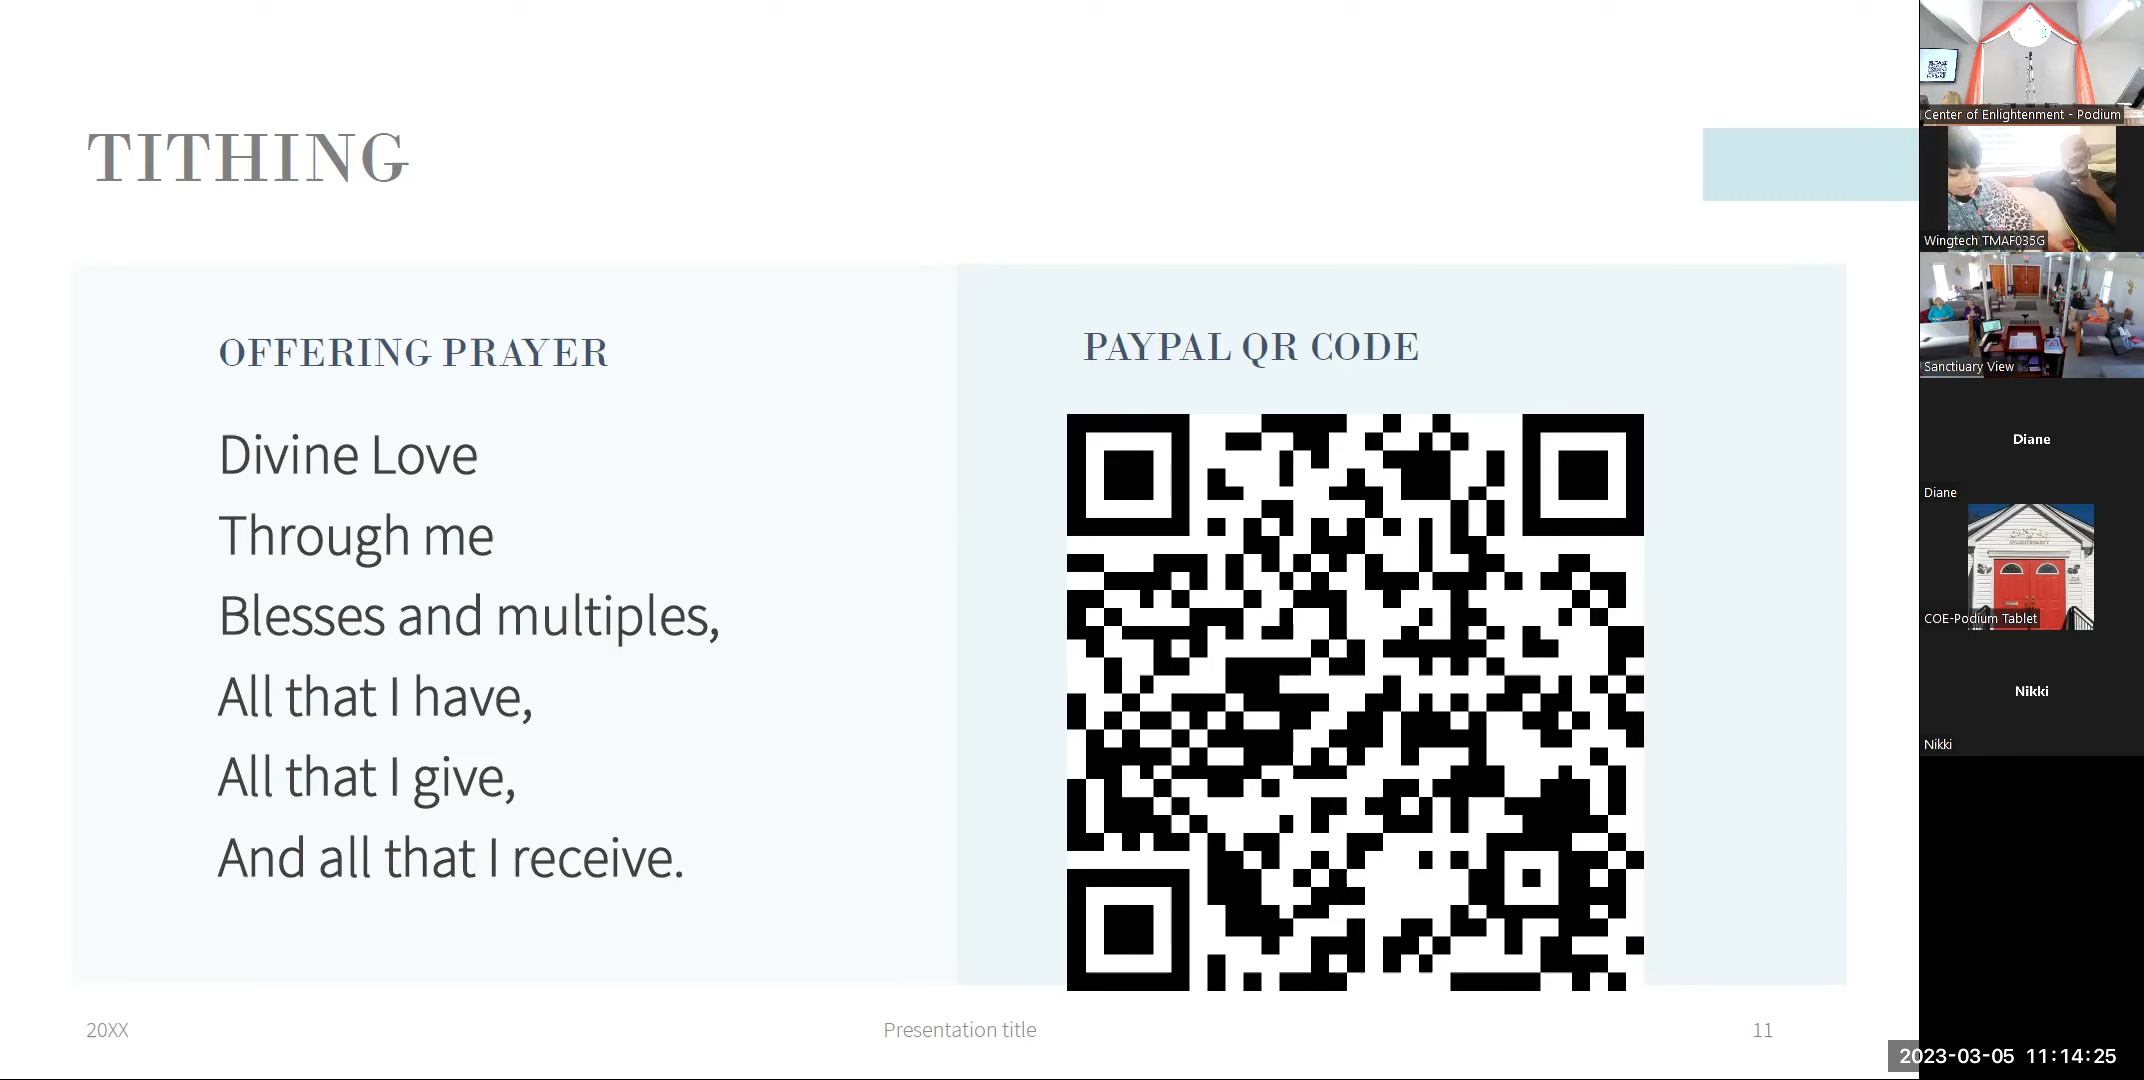 TITHING
OFFERING PRAYER
Divine Love
Through me
Blesses and multiples,
All that I have,
All that I give,
And all that I receive.
PAYPAL QR CODE
20XX
Presentation title
11
Center of Enlightenment - Podium
Wingtech TMAF035G
Sanctiuary View
Diane
Diane
COE-Podium Tablet
Nikki
Nikki
2023-03-05 11:14:25